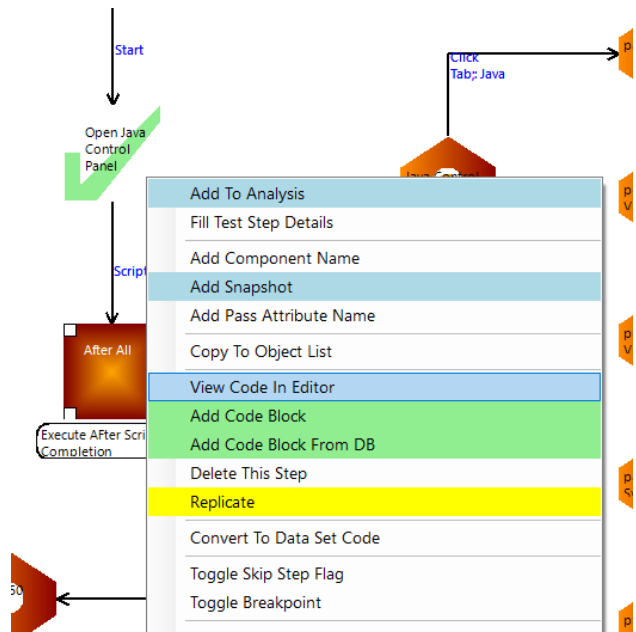 Start
Click
Tab;: Java
Open Java
Control
Panel
Java Control
Script
After All
Execute AFter Scri
Completion
Add To Analysis
Fill Test Step Details
Add Component Name
Add Snapshot
Add Pass Attribute Name
Copy To Object List
View Code In Editor
Add Code Block
Add Code Block From DB
Delete This Step
Replicate
Convert To Data Set Code
Toggle Skip Step Flag
Toggle Breakpoint